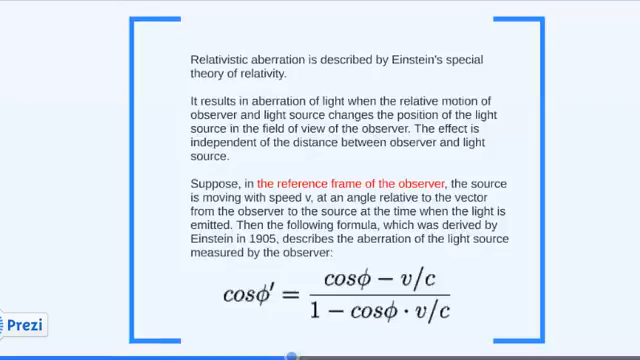 Relativistic aberration is described by Einstein's special
theory of relativity.
It results in aberration of light when the relative motion of
observer and light source changes the position of the light
source in the field of view of the observer. The effect is
independent of the distance between observer and light
source.
Suppose, in the reference frame of the observer, the source
is moving with speed v, at an angle relative to the vector
from the observer to the source at the time when the light is
emitted. Then the following formula, which was derived by
Einstein in 1905, describes the aberration of the light source
measured by the observer:
cosϕ′ = (cosϕ − v/c) / (1 − cosϕ · v/c)
Prezi